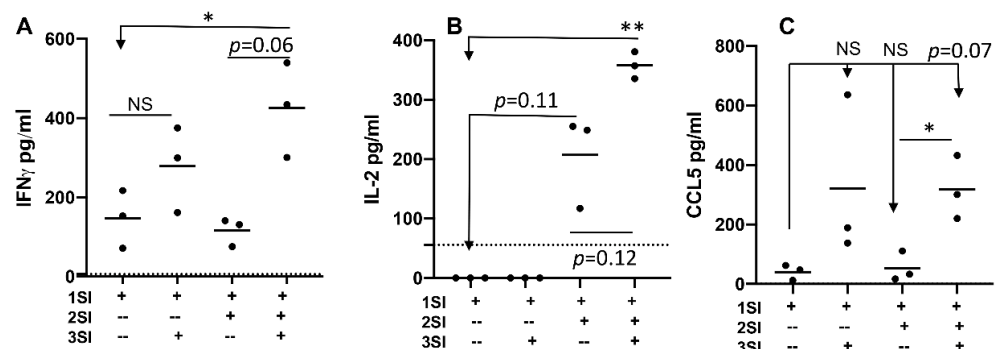 A
IFNγ pg/ml
600
400
200
0
*
p=0.06
NS
1SI + + + +
2SI -- -- + +
3SI -- + -- +
B
IL-2 pg/ml
400
300
200
100
0
**
p=0.11
p=0.12
1SI + + + +
2SI -- -- + +
3SI -- + -- +
C
CCL5 pg/ml
800
600
400
200
0
NS NS p=0.07
*
1SI + + + +
2SI -- -- + +
3SI -- + -- +